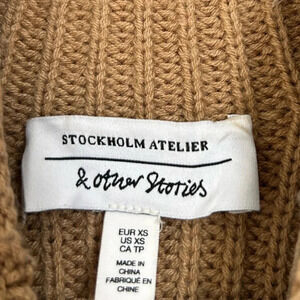 STOCKHOLM ATELIER
& Other Stories
EUR XS
US XS
CA TP
MADE IN
CHINA
FABRIQUÉ EN
CHINE